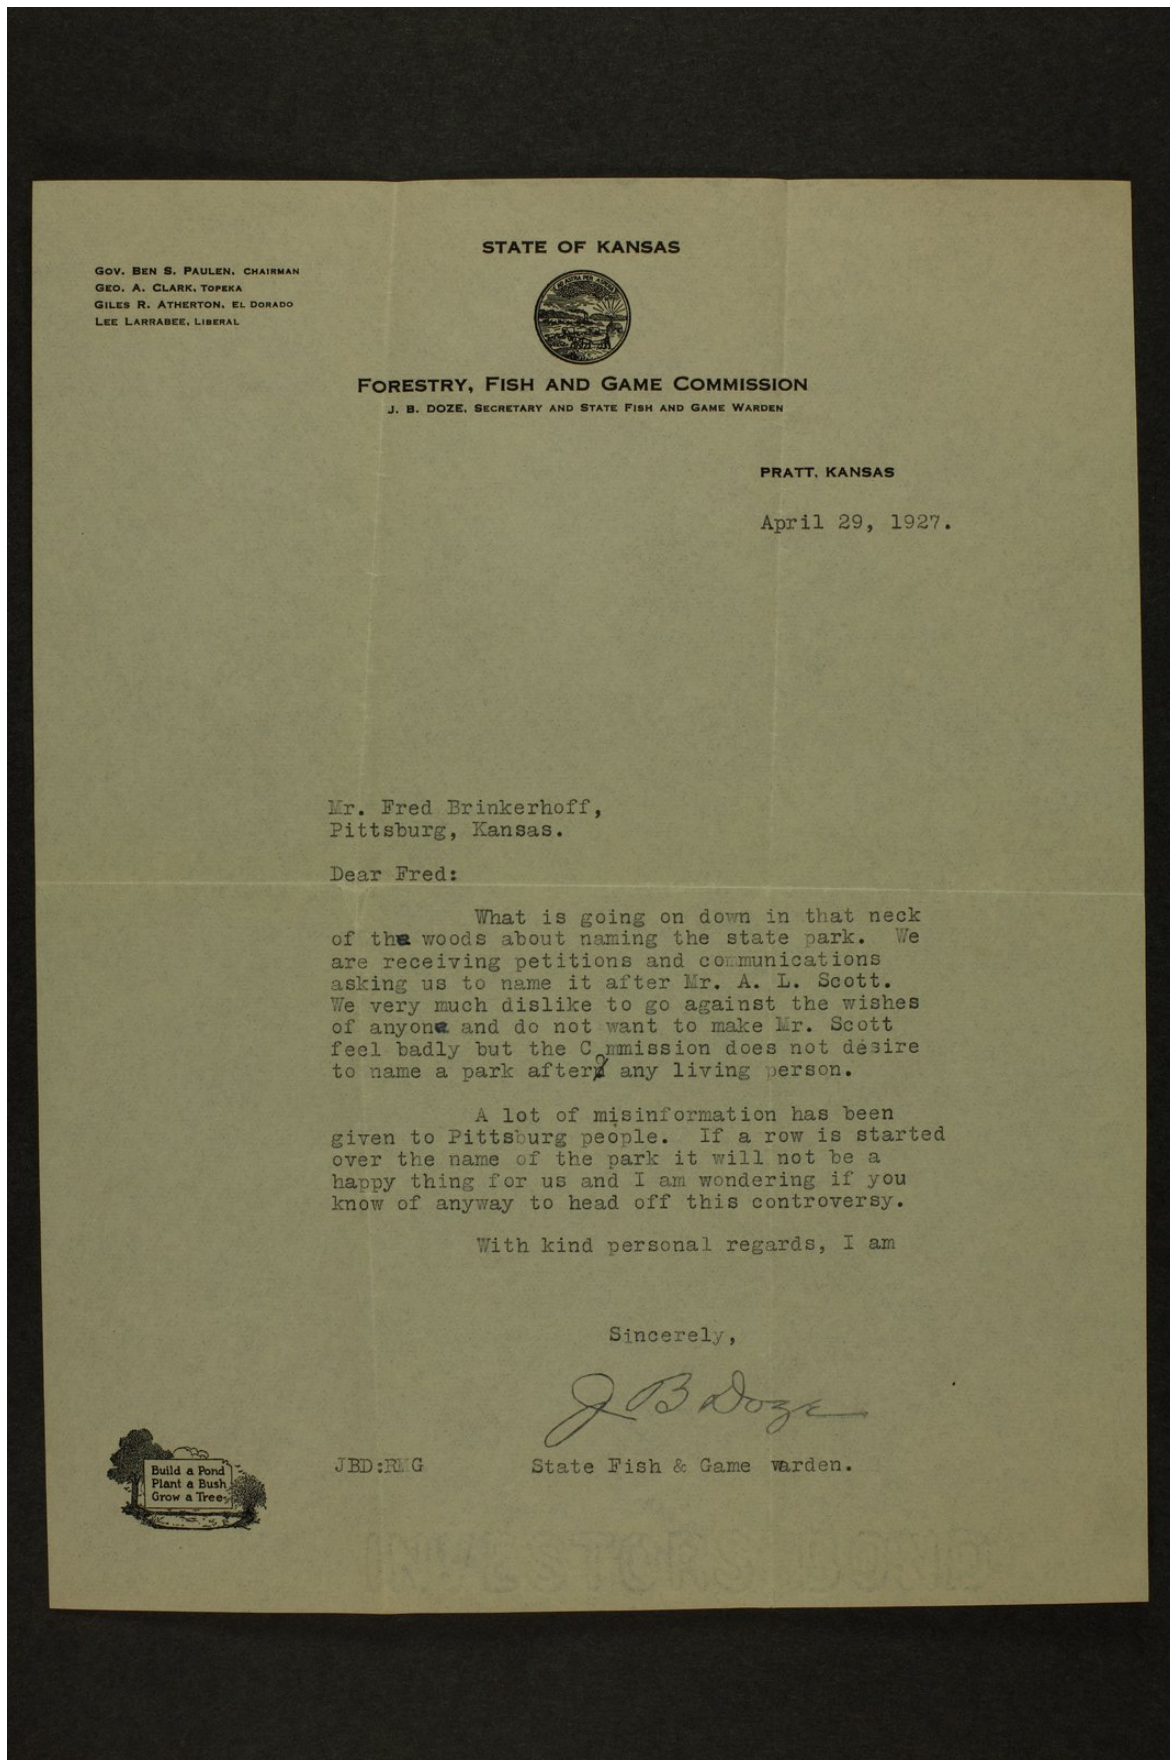 STATE OF KANSAS
GOV. BEN S. PAULEN, CHAIRMAN
GEO. A. CLARK, TOPEKA
GILES R. ATHERTON, EL DORADO
LEE LARRABEE, LIBERAL
AD ASTRA PER ASPERA
FORESTRY, FISH AND GAME COMMISSION
J. B. DOZE, SECRETARY AND STATE FISH AND GAME WARDEN
PRATT, KANSAS
April 29, 1927.
Mr. Fred Brinkerhoff,
Pittsburg, Kansas.
Dear Fred:
What is going on down in that neck
of the woods about naming the state park. We
are receiving petitions and communications
asking us to name it after Mr. A. L. Scott.
We very much dislike to go against the wishes
of anyone and do not want to make Mr. Scott
feel badly but the Commission does not desire
to name a park after any living person.
A lot of misinformation has been
given to Pittsburg people. If a row is started
over the name of the park it will not be a
happy thing for us and I am wondering if you
know of anyway to head off this controversy.
With kind personal regards, I am
Sincerely,
J B Doze
JBD:RMG State Fish & Game warden.
Build a Pond
Plant a Bush
Grow a Tree